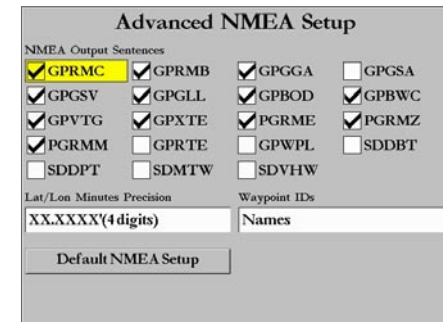 Advanced NMEA Setup
NMEA Output Sentences
GPRMC GPRMB GPGGA GPGSA
GPGSV GPGLL GPBOD GPBWC
GPVTG GPXTE PGRME PGRMZ
PGRMM GPRTE GPWPL SDDBT
SDDPT SDMTW SDVHW
Lat/Lon Minutes Precision Waypoint IDs
XX.XXXX'(4 digits) Names
Default NMEA Setup